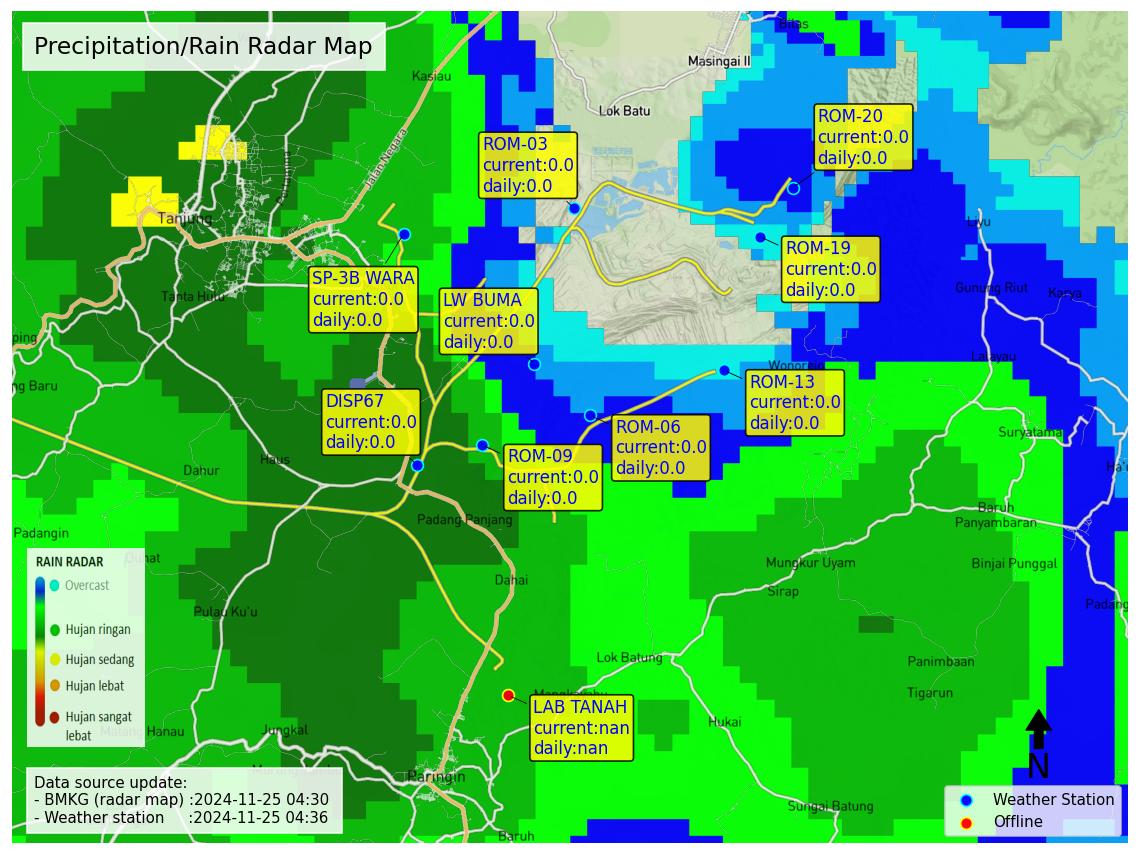 Precipitation/Rain Radar Map
Bilas
Masingai II
Kasiau
Lok Batu
Jalan Negara
ROM-03
current:0.0
daily:0.0
ROM-20
current:0.0
daily:0.0
Tanjung
Liyu
ROM-19
current:0.0
daily:0.0
SP-3B WARA
current:0.0
daily:0.0
LW BUMA
current:0.0
daily:0.0
Tanta Hulu
Gunung Riut
Karya
ping
Layau
ng Baru
ROM-13
current:0.0
daily:0.0
DISP67
current:0.0
daily:0.0
ROM-06
current:0.0
daily:0.0
Suryatama
ROM-09
current:0.0
daily:0.0
Haus
Dahur
Baruh
Panyambaran
Padang Panjang
Padangin
Mungkur Uyam
Binjai Punggal
Dahai
Sirap
Padang
Pulau Ku'u
RAIN RADAR
Overcast
Hujan ringan
Hujan sedang
Hujan lebat
Hujan sangat
lebat
Lok Batung
Panimbaan
Tigarun
LAB TANAH
current:nan
daily:nan
Hukai
Jungkal
Paringin
N
Data source update:
- BMKG (radar map) :2024-11-25 04:30
- Weather station :2024-11-25 04:36
Sungai Batung
Baruh
Weather Station
Offline